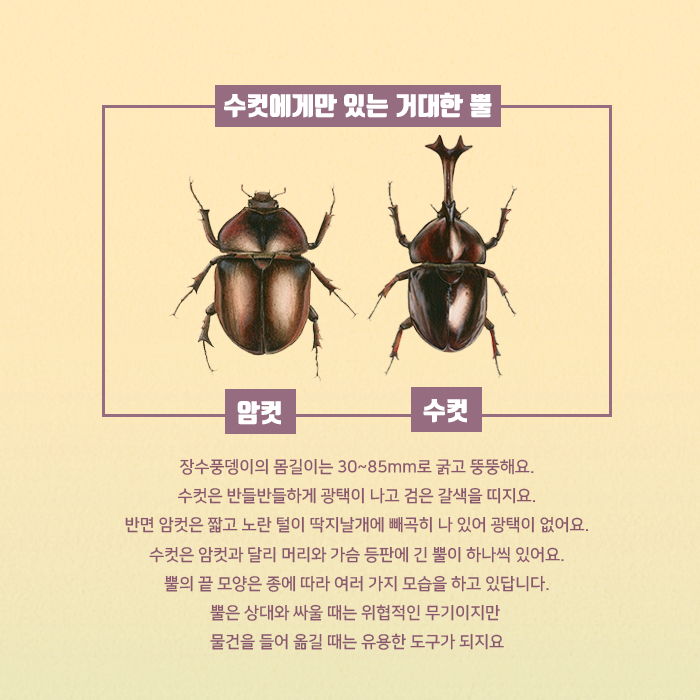 수컷에게만 있는 거대한 뿔
암컷
수컷
장수풍뎅이의 몸길이는 30~85mm로 굵고 뚱뚱해요.
수컷은 반들반들하게 광택이 나고 검은 갈색을 띠지요.
반면 암컷은 짧고 노란 털이 딱지날개에 빼곡히 나 있어 광택이 없어요.
수컷은 암컷과 달리 머리와 가슴 등판에 긴 뿔이 하나씩 있어요.
뿔의 끝 모양은 종에 따라 여러 가지 모습을 하고 있답니다.
뿔은 상대와 싸울 때는 위협적인 무기이지만
물건을 들어 옮길 때는 유용한 도구가 되지요